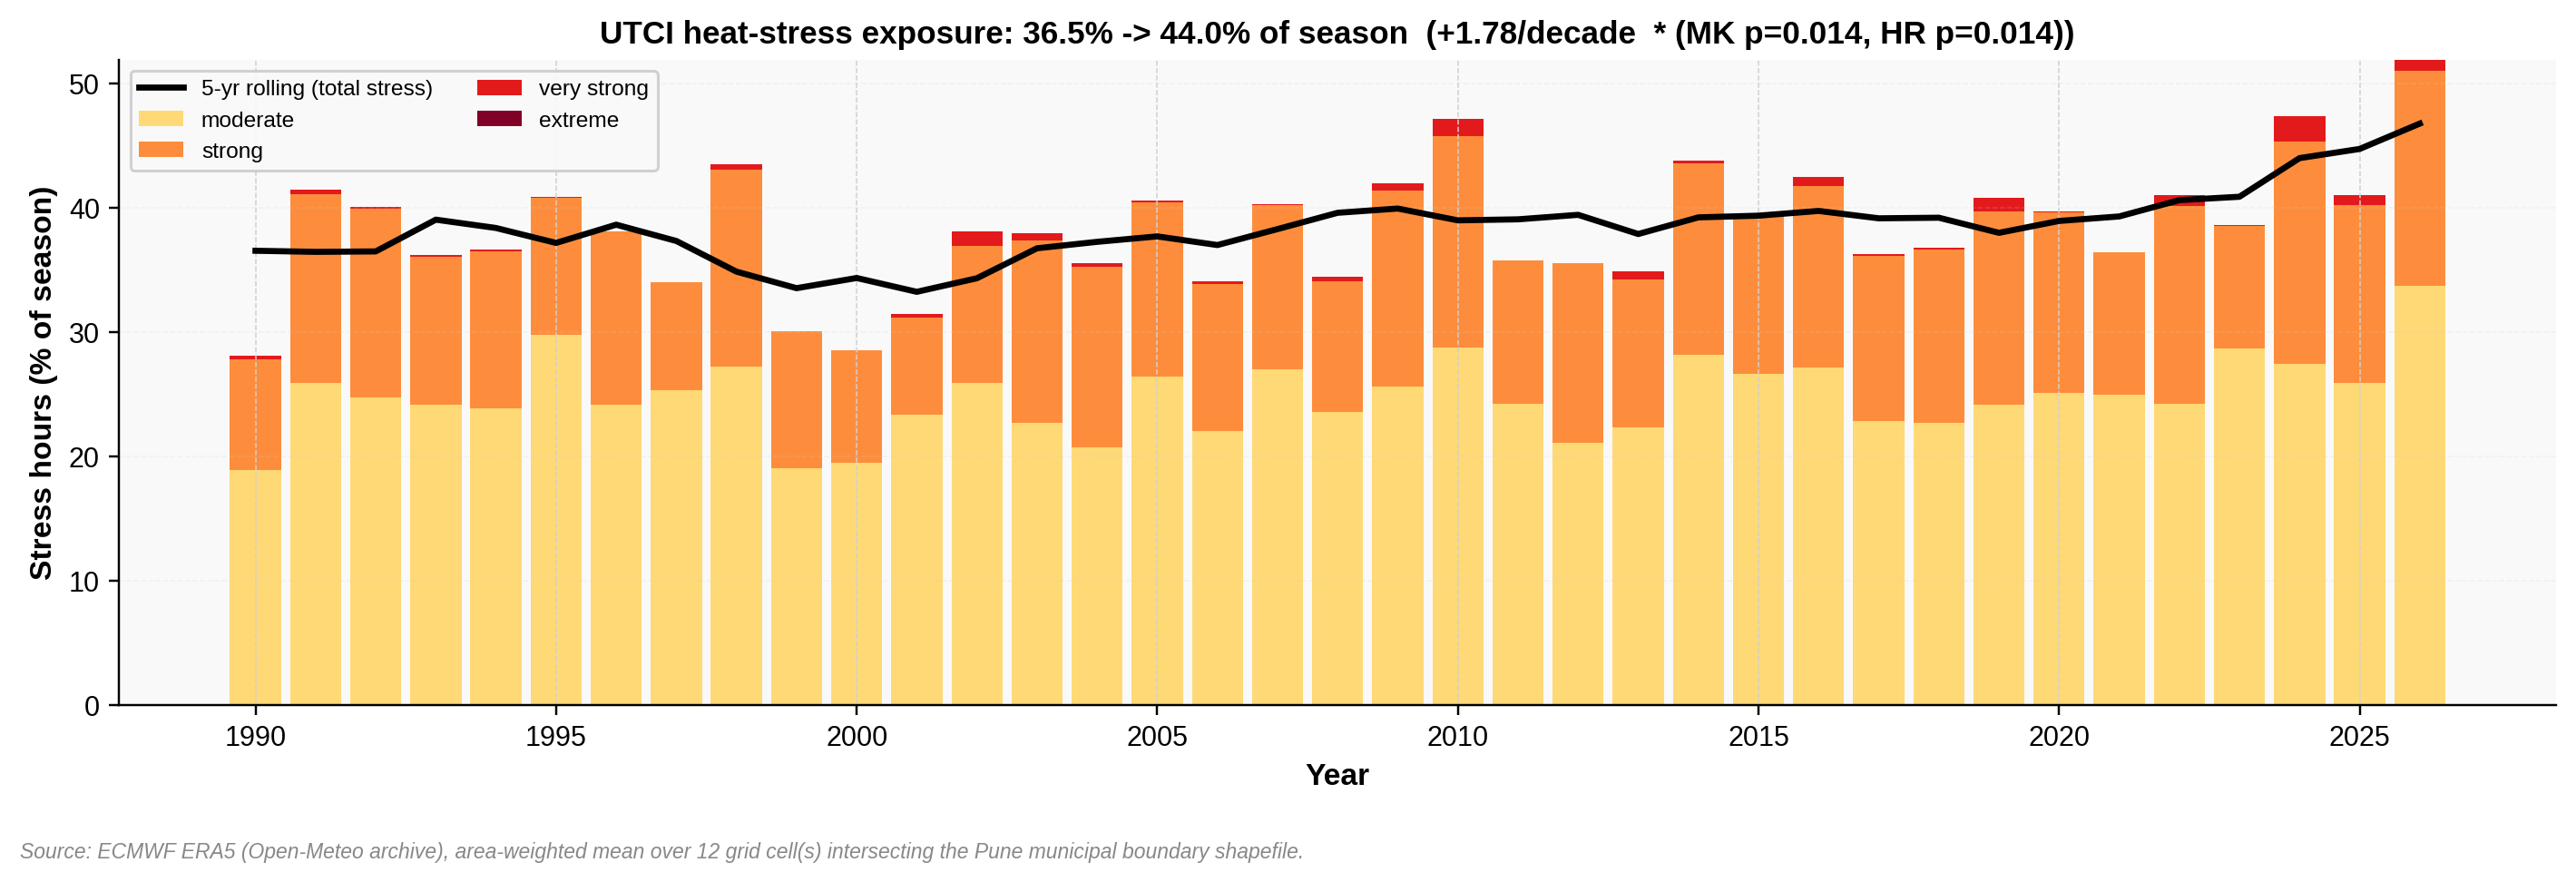 UTCI heat-stress exposure: 36.5% -> 44.0% of season  (+1.78/decade  * (MK p=0.014, HR p=0.014))
5-yr rolling (total stress)
moderate
strong
very strong
extreme
Stress hours (% of season)
50
40
30
20
10
0
1990 1995 2000 2005 2010 2015 2020 2025
Year
Source: ECMWF ERA5 (Open-Meteo archive), area-weighted mean over 12 grid cell(s) intersecting the Pune municipal boundary shapefile.